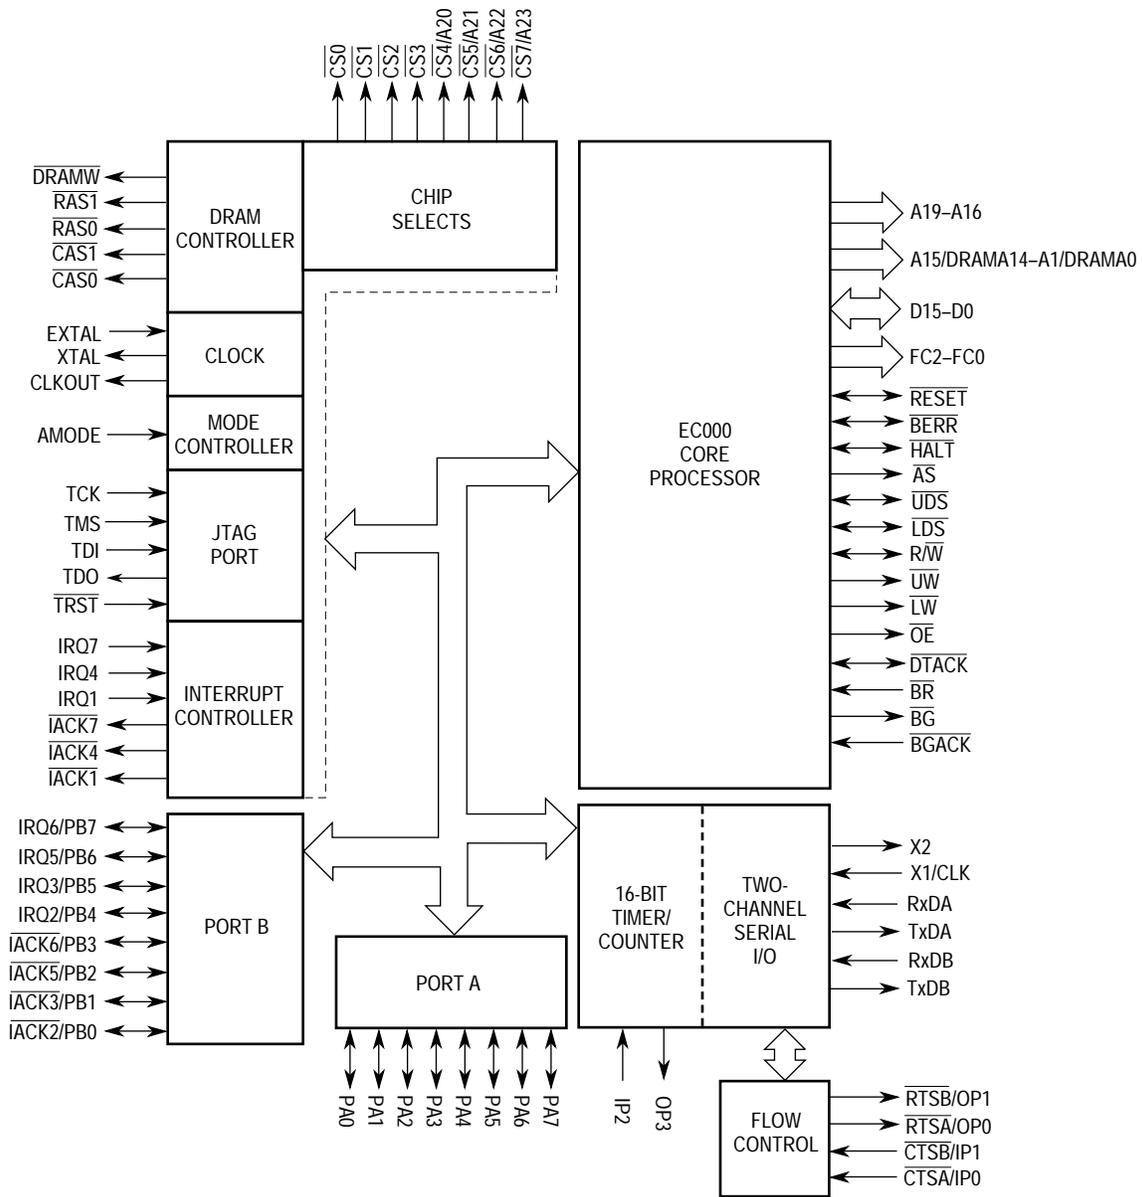 CS0
CS1
CS2
CS3
CS4/A20
CS5/A21
CS6/A22
CS7/A23
DRAMW
RAS1
RAS0
CAS1
CAS0
DRAM
CONTROLLER
CHIP
SELECTS
EXTAL
XTAL
CLKOUT
CLOCK
AMODE
MODE
CONTROLLER
TCK
TMS
TDI
TDO
TRST
JTAG
PORT
IRQ7
IRQ4
IRQ1
IACK7
IACK4
IACK1
INTERRUPT
CONTROLLER
EC000
CORE
PROCESSOR
A19–A16
A15/DRAMA14–A1/DRAMA0
D15–D0
FC2–FC0
RESET
BERR
HALT
AS
UDS
LDS
R/W
UW
LW
OE
DTACK
BR
BG
BGACK
IRQ6/PB7
IRQ5/PB6
IRQ3/PB5
IRQ2/PB4
IACK6/PB3
IACK5/PB2
IACK3/PB1
IACK2/PB0
PORT B
PORT A
PA0
PA1
PA2
PA3
PA4
PA5
PA6
PA7
16-BIT
TIMER/
COUNTER
TWO-
CHANNEL
SERIAL
I/O
X2
X1/CLK
RxDA
TxDA
RxDB
TxDB
IP2
OP3
FLOW
CONTROL
RTSB/OP1
RTSA/OP0
CTSB/IP1
CTSA/IP0